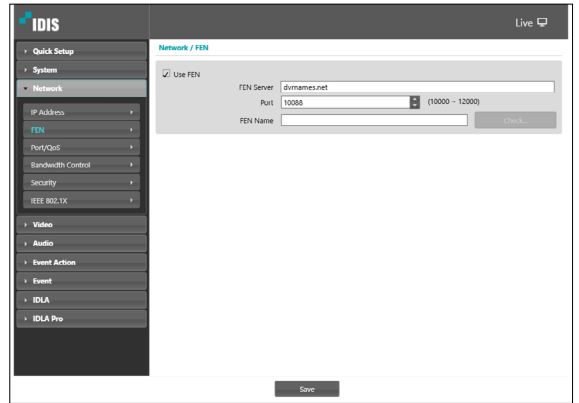 IDIS
Live
Quick Setup
System
Network
IP Address
FEN
Port/QoS
Bandwidth Control
Security
IEEE 802.1X
Video
Audio
Event Action
Event
IDLA
IDLA Pro
Network / FEN
Use FEN
FEN Server dvrnames.net
Port 10088 (10000 ~ 12000)
FEN Name Check...
Save